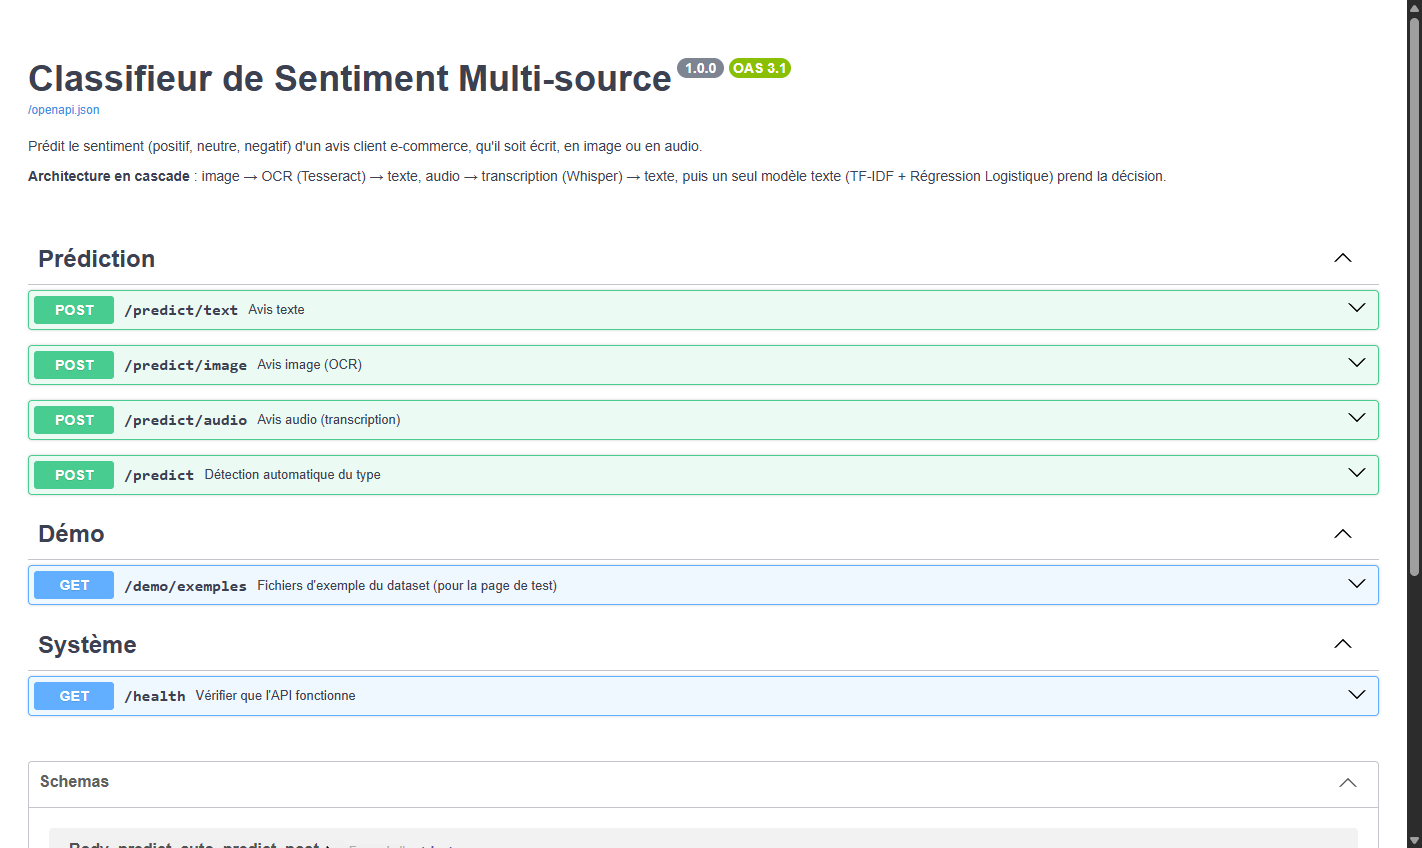 Classifieur de Sentiment Multi-source 1.0.0 OAS 3.1
/openapi.json
Prédit le sentiment (positif, neutre, negatif) d'un avis client e-commerce, qu'il soit écrit, en image ou en audio.
Architecture en cascade : image → OCR (Tesseract) → texte, audio → transcription (Whisper) → texte, puis un seul modèle texte (TF-IDF + Régression Logistique) prend la décision.
Prédiction
POST /predict/text Avis texte
POST /predict/image Avis image (OCR)
POST /predict/audio Avis audio (transcription)
POST /predict Détection automatique du type
Démo
GET /demo/exemples Fichiers d'exemple du dataset (pour la page de test)
Système
GET /health Vérifier que l'API fonctionne
Schemas